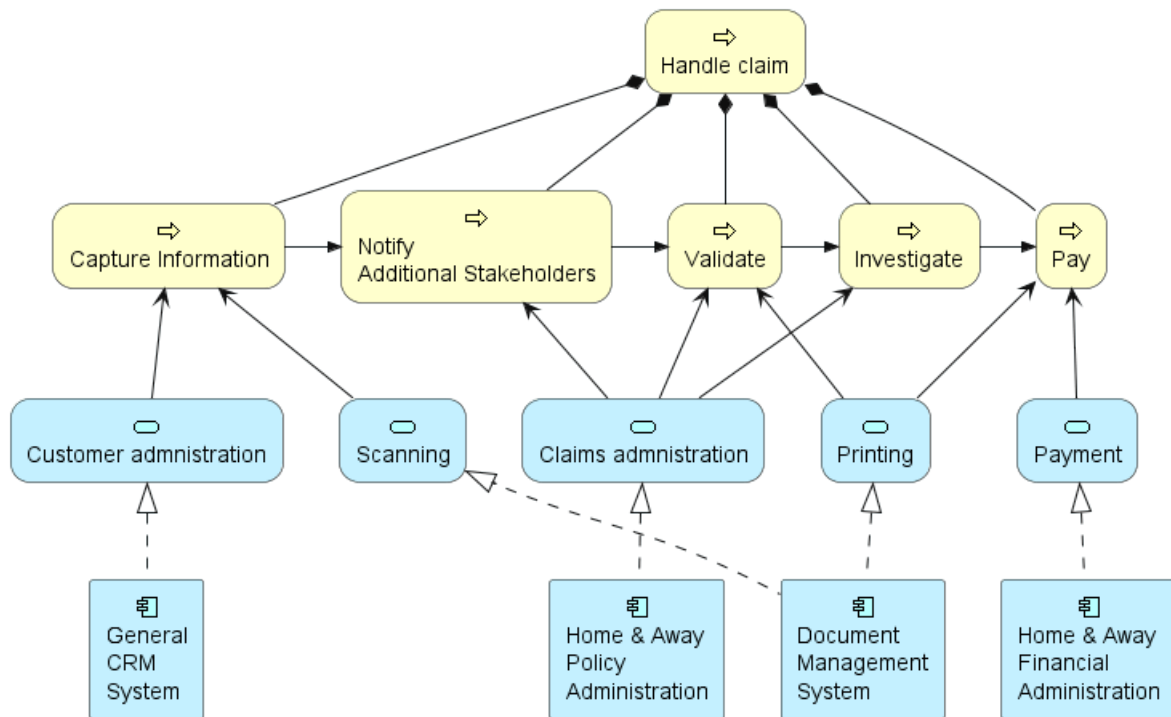 Handle claim
Capture Information
Notify
Additional Stakeholders
Validate
Investigate
Pay
Customer admnistration
Scanning
Claims admnistration
Printing
Payment
General
CRM
System
Home & Away
Policy
Administration
Document
Management
System
Home & Away
Financial
Administration